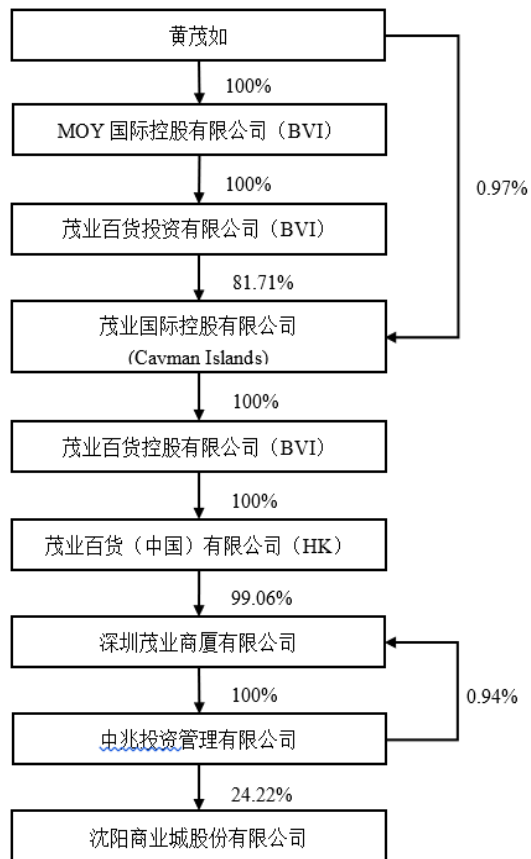 黄茂如
100%
MOY 国际控股有限公司（BVI）
100%
0.97%
茂业百货投资有限公司（BVI）
81.71%
茂业国际控股有限公司
(Cayman Islands)
100%
茂业百货控股有限公司（BVI）
100%
茂业百货（中国）有限公司（HK）
99.06%
深圳茂业商厦有限公司
100%
0.94%
中兆投资管理有限公司
24.22%
沈阳商业城股份有限公司